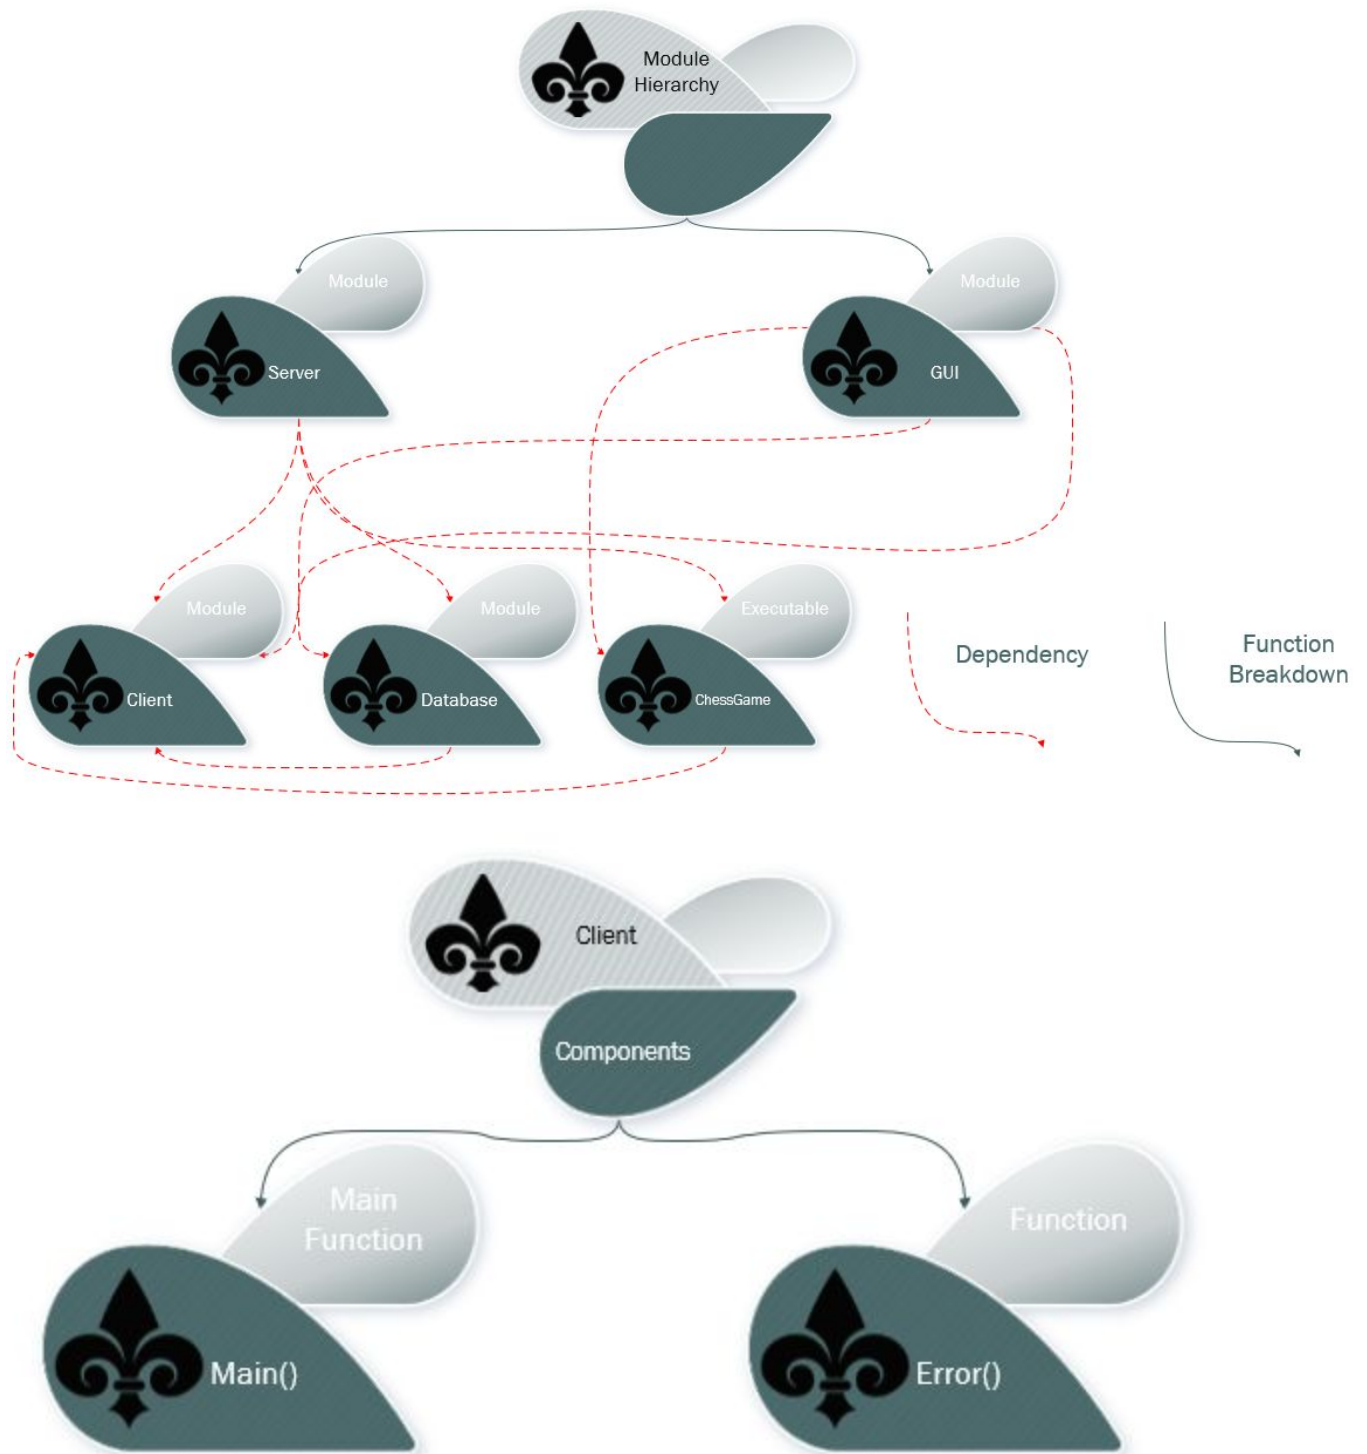 Module
Hierarchy
Module
Module
Server
GUI
Module
Module
Executable
Client
Database
ChessGame
Dependency
Function
Breakdown
Client
Components
Main
Function
Function
Main()
Error()